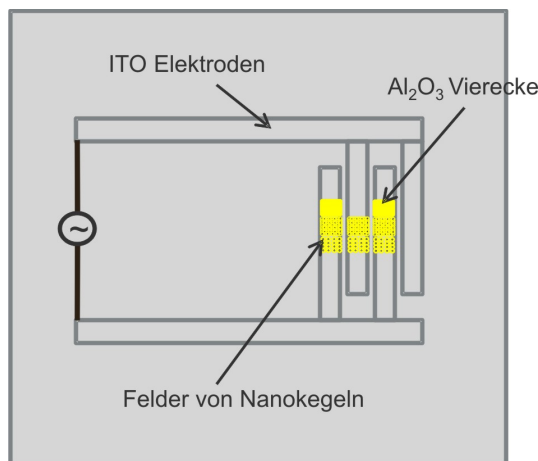 ITO Elektroden
Al₂O₃ Vierecke
~
Felder von Nanokegeln